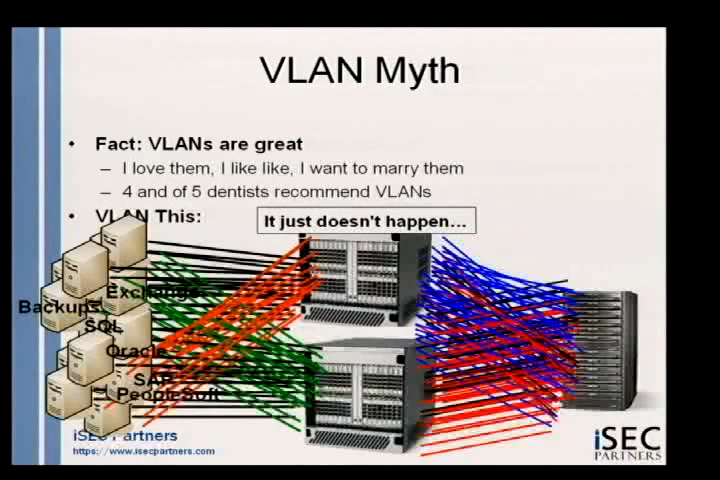 VLAN Myth
• Fact: VLANs are great
– I love them, I like like, I want to marry them
– 4 and of 5 dentists recommend VLANs
• VLAN This:
It just doesn't happen...
Exchange
Backups
SQL
Oracle
SAP
PeopleSoft
iSEC Partners
https://www.isecpartners.com
iSEC
PARTNERS